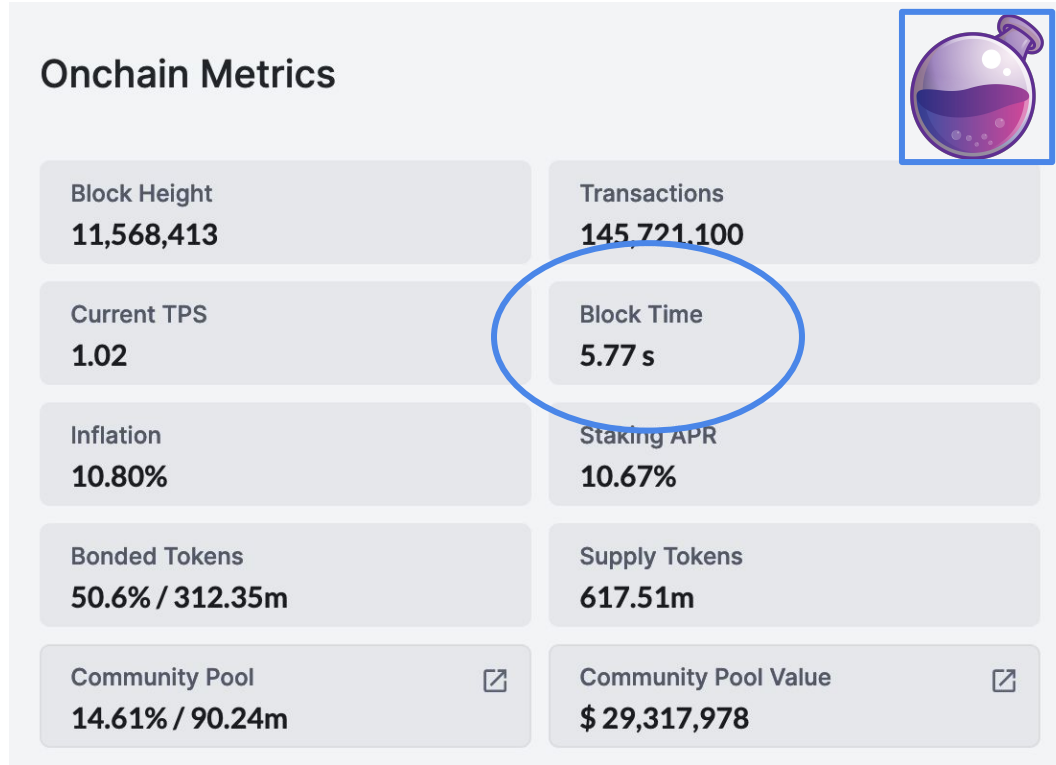 Onchain Metrics
Block Height
11,568,413
Transactions
145,721,100
Current TPS
1.02
Block Time
5.77 s
Inflation
10.80%
Staking APR
10.67%
Bonded Tokens
50.6% / 312.35m
Supply Tokens
617.51m
Community Pool
14.61% / 90.24m
Community Pool Value
$ 29,317,978